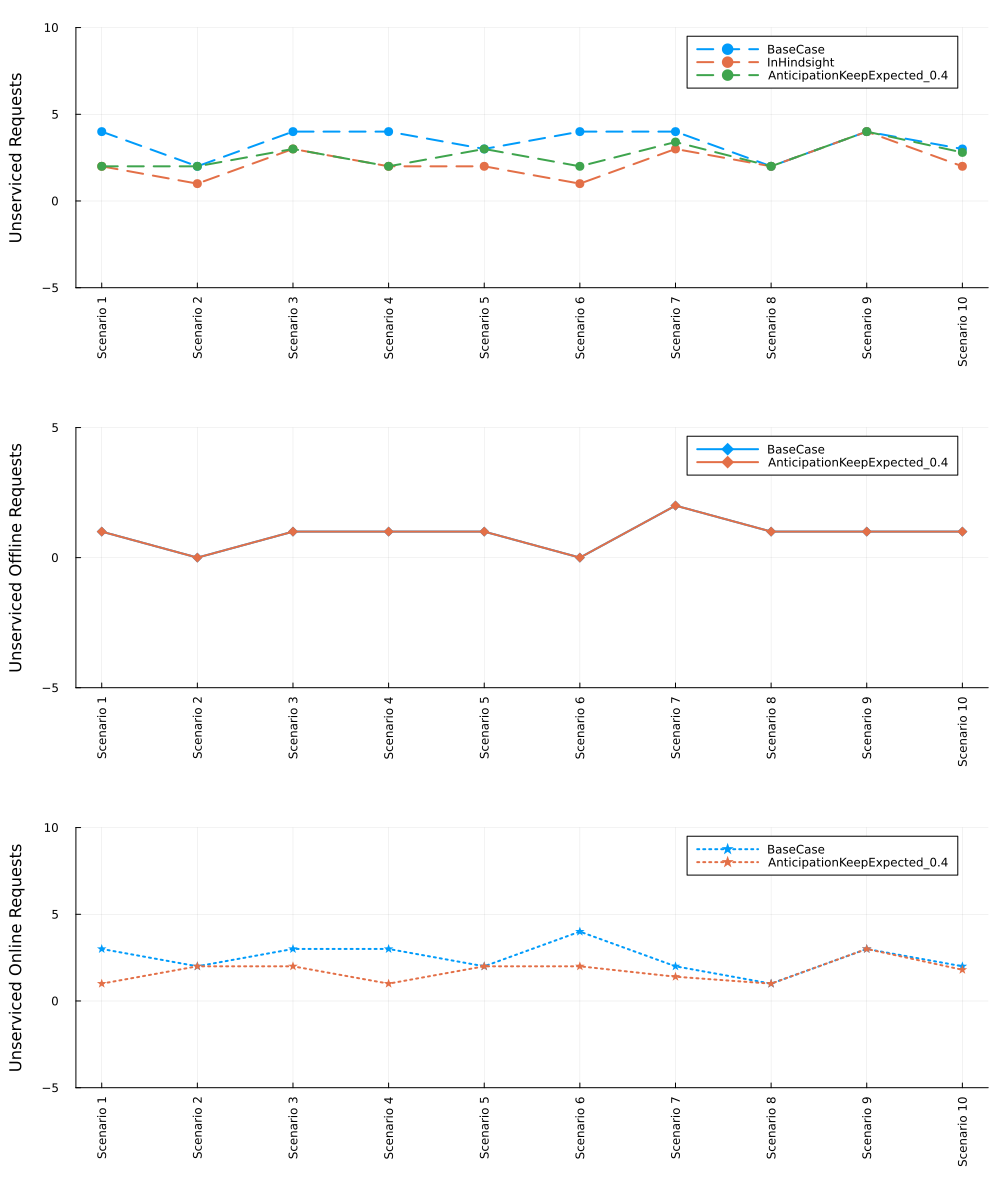 Unserviced Requests
10
5
0
−5
BaseCase
InHindsight
AnticipationKeepExpected_0.4
Scenario 1
Scenario 2
Scenario 3
Scenario 4
Scenario 5
Scenario 6
Scenario 7
Scenario 8
Scenario 9
Scenario 10
Unserviced Offline Requests
5
0
−5
BaseCase
AnticipationKeepExpected_0.4
Scenario 1
Scenario 2
Scenario 3
Scenario 4
Scenario 5
Scenario 6
Scenario 7
Scenario 8
Scenario 9
Scenario 10
Unserviced Online Requests
10
5
0
−5
BaseCase
AnticipationKeepExpected_0.4
Scenario 1
Scenario 2
Scenario 3
Scenario 4
Scenario 5
Scenario 6
Scenario 7
Scenario 8
Scenario 9
Scenario 10